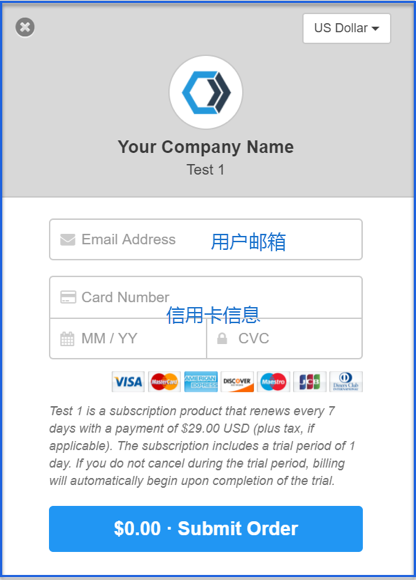 US Dollar
Your Company Name
Test 1
Email Address 用户邮箱
Card Number
信用卡信息
MM / YY CVC
VISA MasterCard AMERICAN EXPRESS DISCOVER Maestro JCB Diners Club INTERNATIONAL
Test 1 is a subscription product that renews every 7
days with a payment of $29.00 USD (plus tax, if
applicable). The subscription includes a trial period of 1
day. If you do not cancel during the trial period, billing
will automatically begin upon completion of the trial.
$0.00 · Submit Order